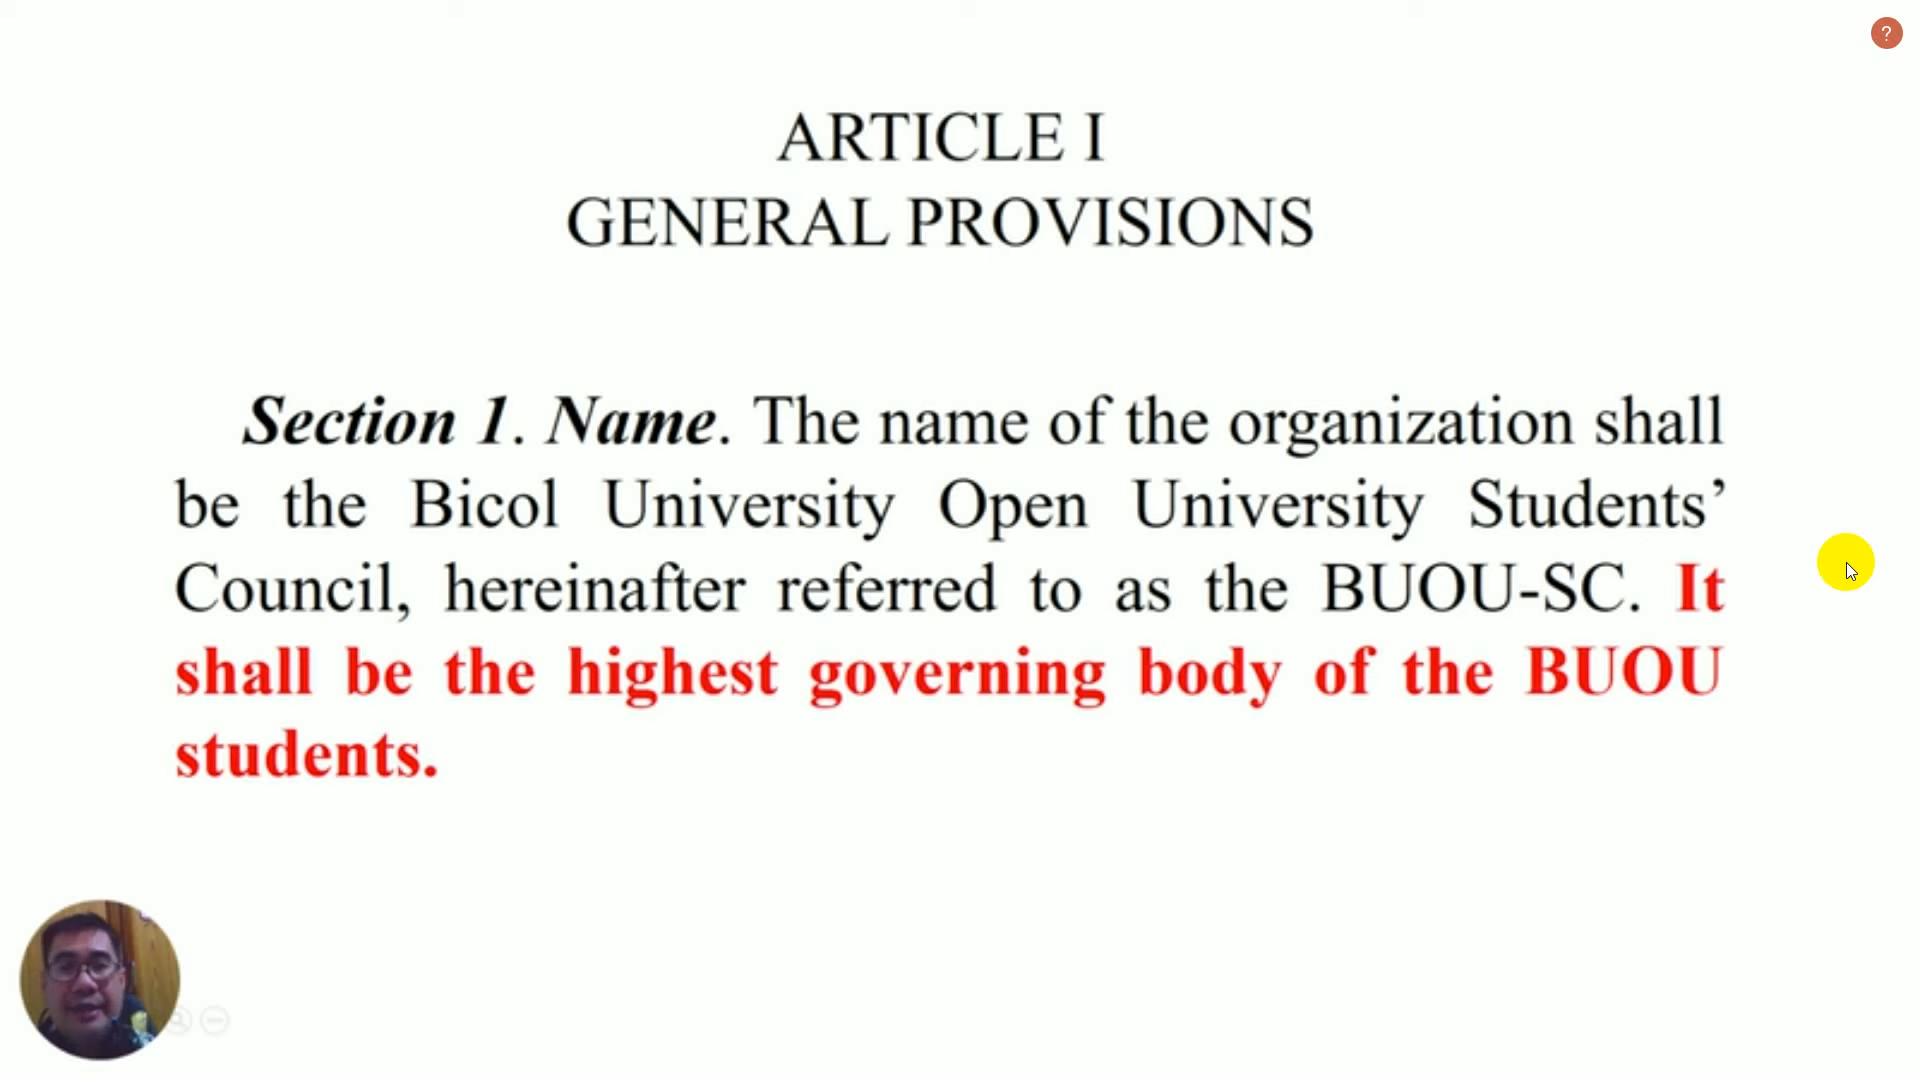 ?
ARTICLE I
GENERAL PROVISIONS
Section 1. Name. The name of the organization shall
be the Bicol University Open University Students’
Council, hereinafter referred to as the BUOU-SC. It
shall be the highest governing body of the BUOU
students.